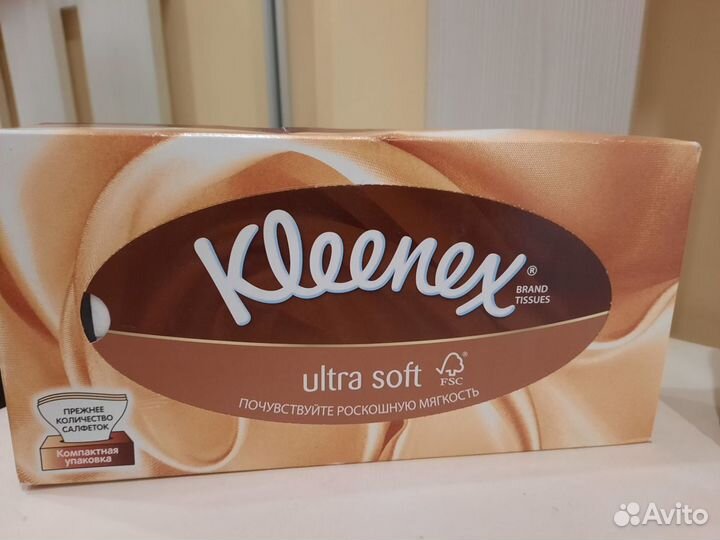 Kleenex®
BRAND
TISSUES
ultra soft
FSC
ПОЧУВСТВУЙТЕ РОСКОШНУЮ МЯГКОСТЬ
ПРЕЖНЕЕ
КОЛИЧЕСТВО
САЛФЕТОК
Компактная
упаковка
Avito